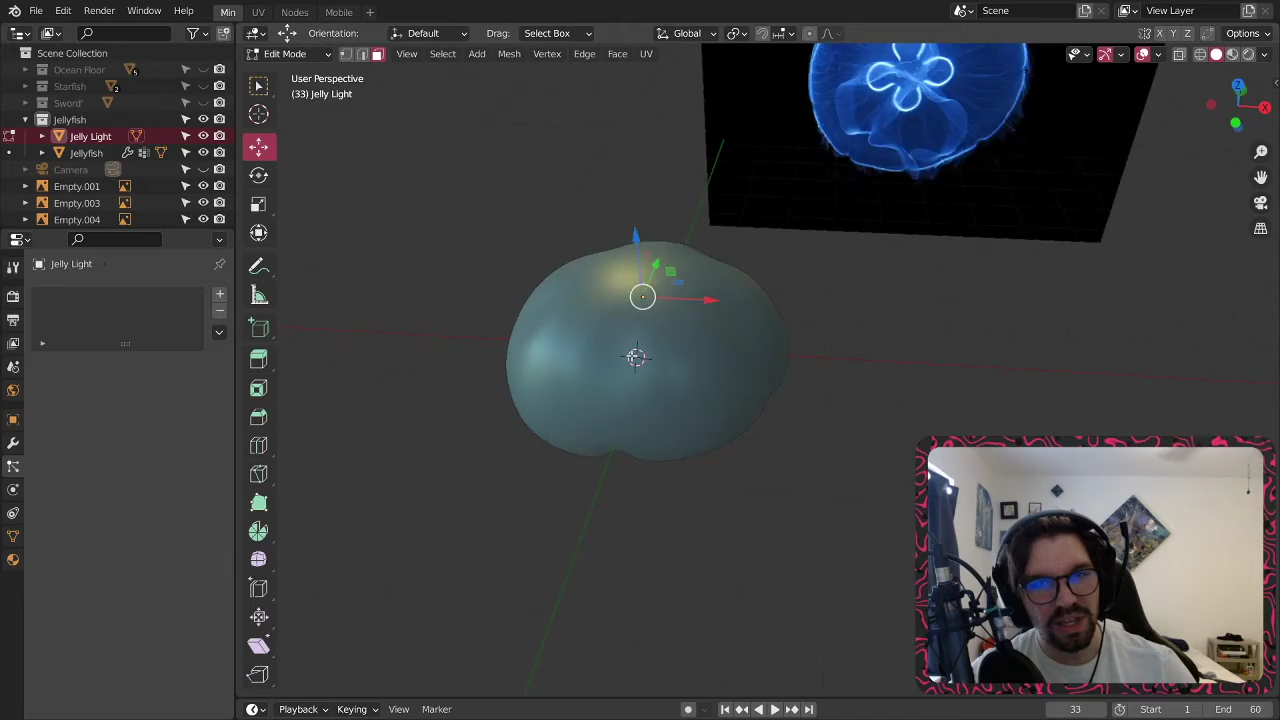 File Edit Render Window Help Min UV Nodes Mobile + Scene View Layer
Orientation: Default Drag: Select Box Global X Y Z Options
Edit Mode View Select Add Mesh Vertex Edge Face UV
Scene Collection
Ocean Floor 5
Starfish 2
Sword'
Jellyfish
Jelly Light
Jellyfish
Camera
Empty.001
Empty.003
Empty.004
Jelly Light
User Perspective
(33) Jelly Light
Z
X
Playback Keying View Marker 33 Start 1 End 60